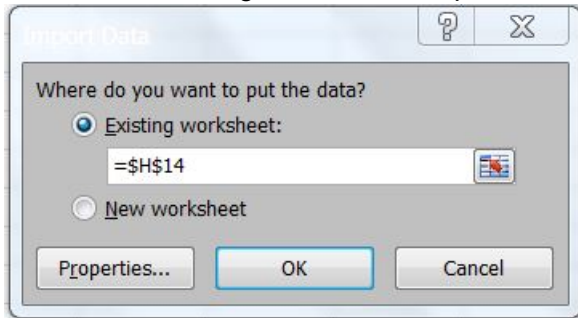 Import Data
Where do you want to put the data?
Existing worksheet:
=$H$14
New worksheet
Properties...
OK
Cancel